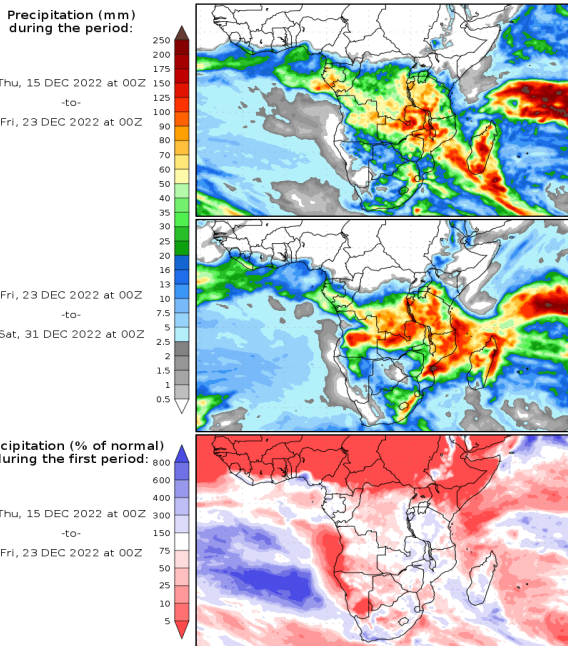 Precipitation (mm)
during the period:
250
200
175
150
125
100
90
80
70
60
50
40
35
30
25
20
16
13
10
7.5
5
2.5
2
1.5
1
0.5
Thu, 15 DEC 2022 at 00Z
-to-
Fri, 23 DEC 2022 at 00Z
Fri, 23 DEC 2022 at 00Z
-to-
Sat, 31 DEC 2022 at 00Z
cipitation (% of normal)
during the first period:
800
600
400
300
150
75
50
25
10
5
Thu, 15 DEC 2022 at 00Z
-to-
Fri, 23 DEC 2022 at 00Z